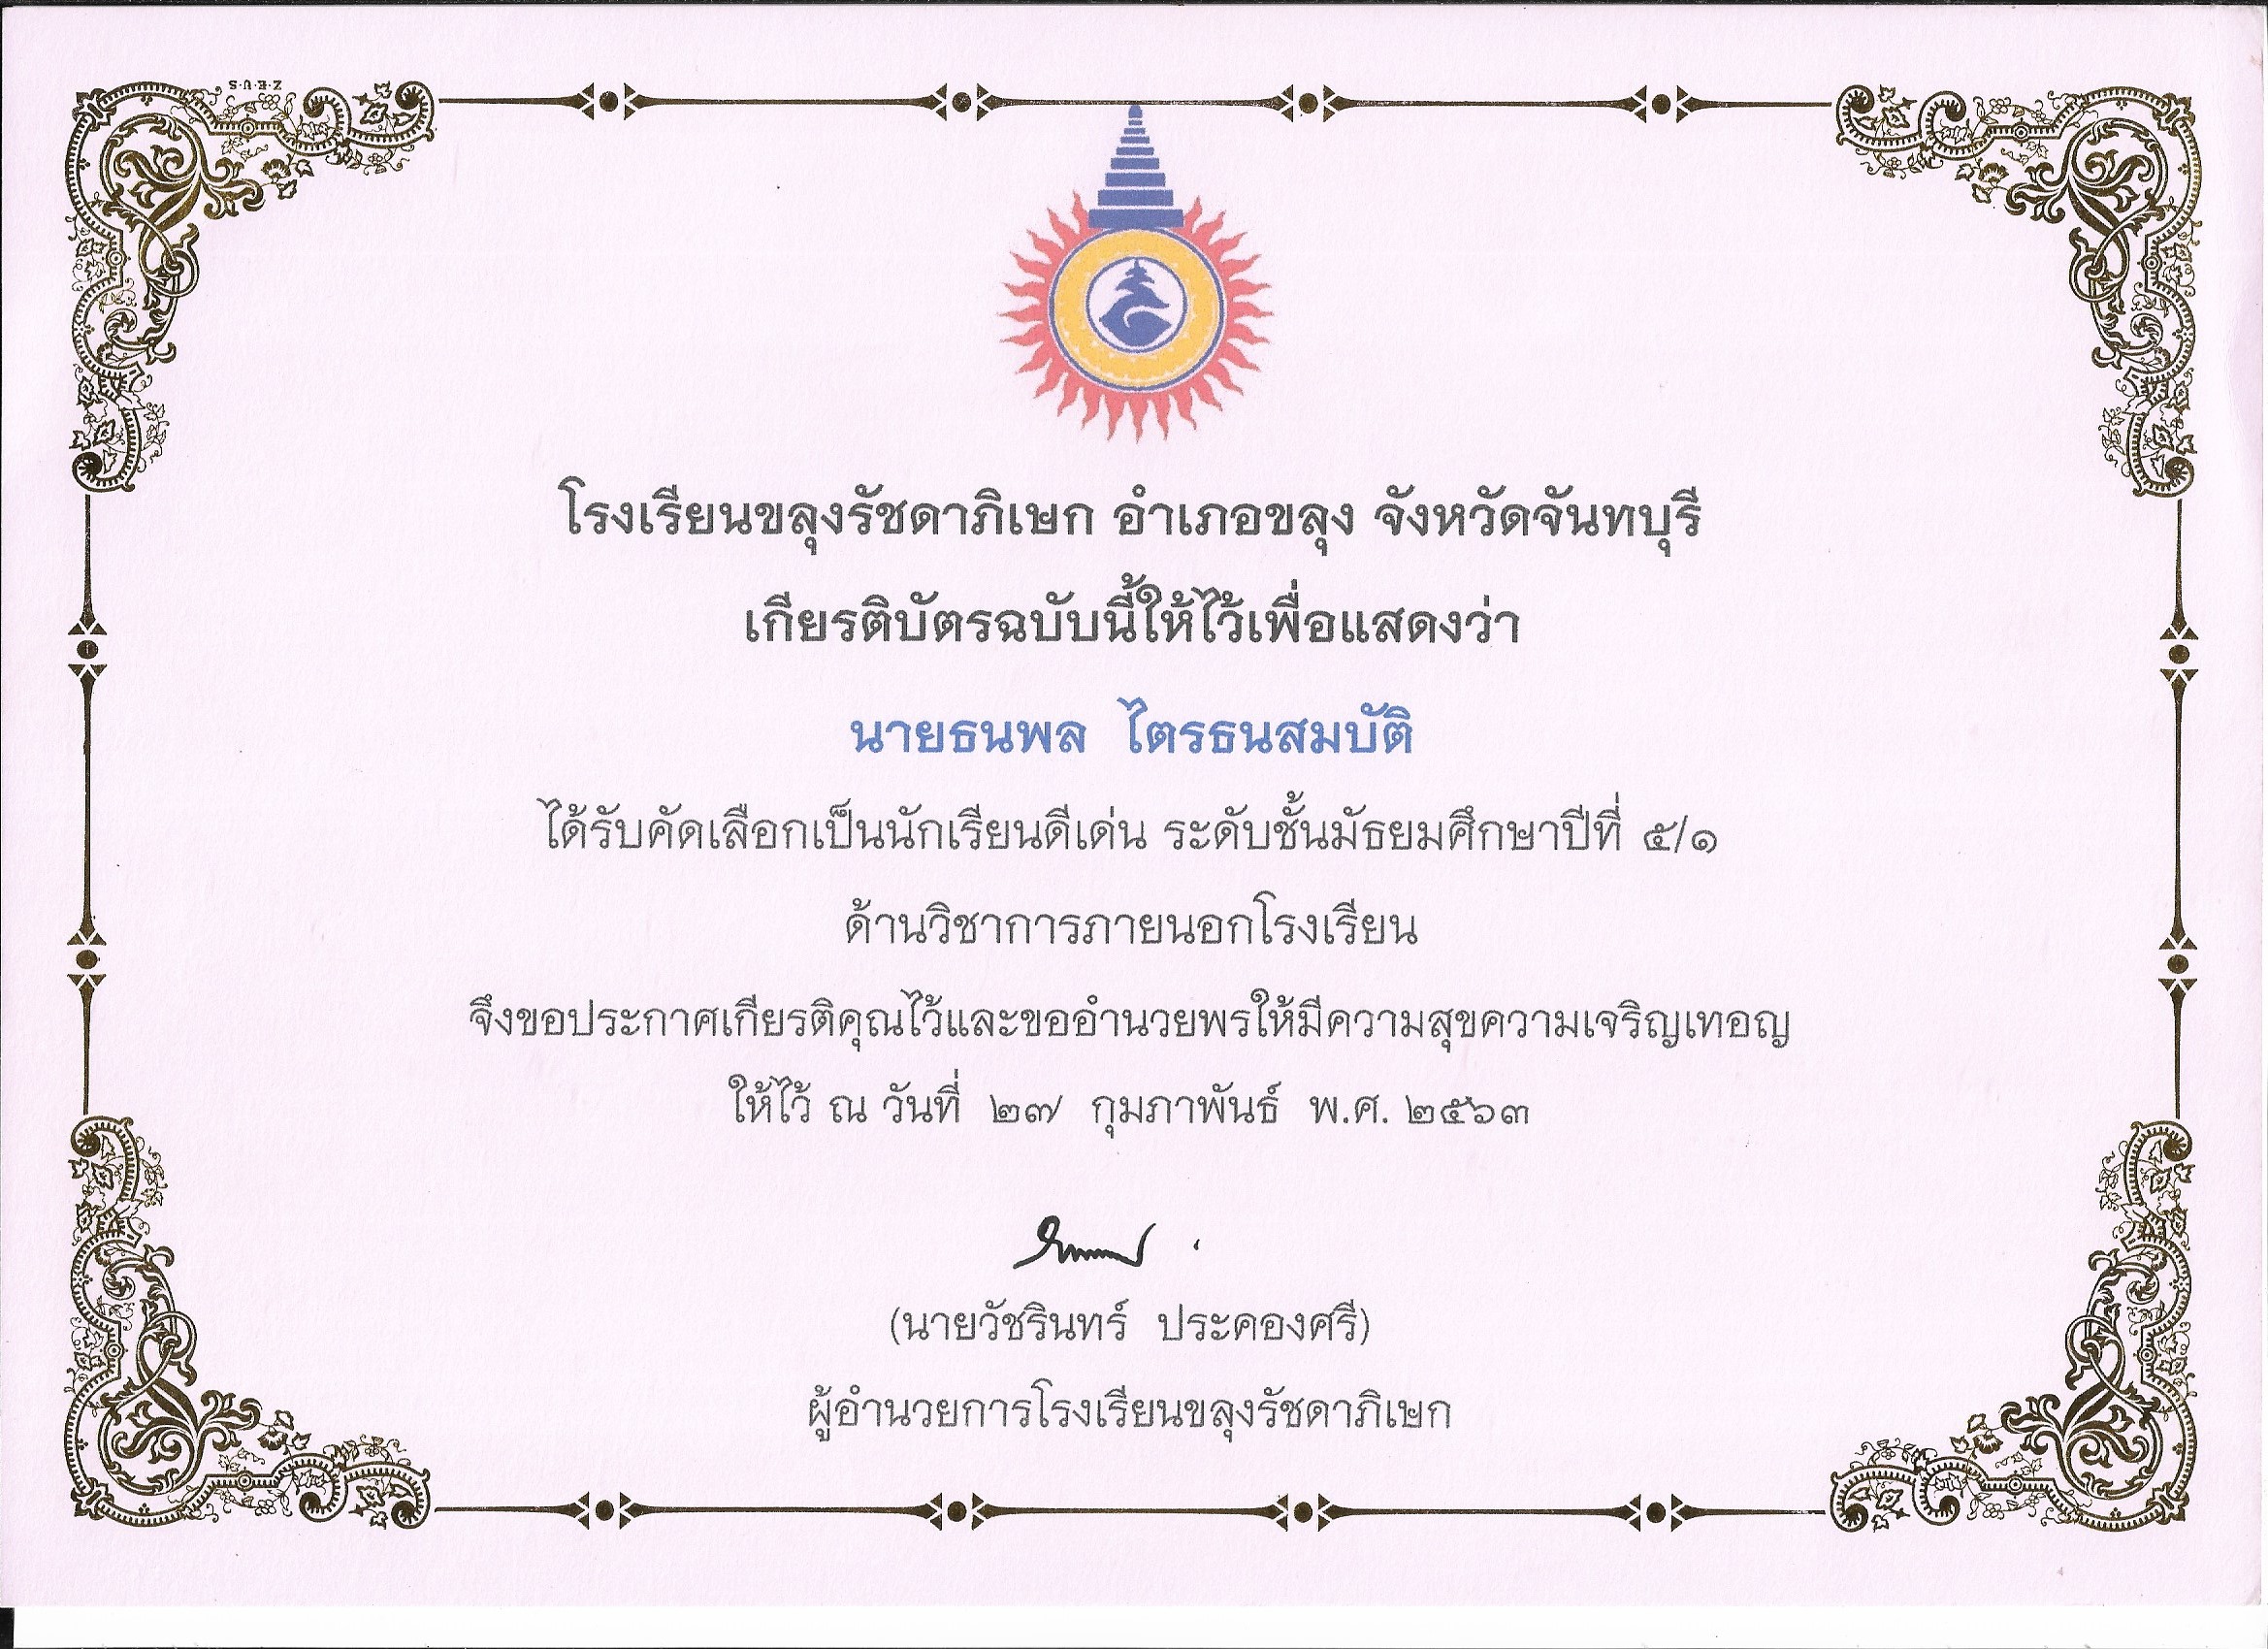 Z·E·U·S
โรงเรียนขลุงรัชดาภิเษก อำเภอขลุง จังหวัดจันทบุรี
เกียรติบัตรฉบับนี้ให้ไว้เพื่อแสดงว่า
นายธนพล ไตรธนสมบัติ
ได้รับคัดเลือกเป็นนักเรียนดีเด่น ระดับชั้นมัธยมศึกษาปีที่ ๕/๑
ด้านวิชาการภายนอกโรงเรียน
จึงขอประกาศเกียรติคุณไว้และขออำนวยพรให้มีความสุขความเจริญเทอญ
ให้ไว้ ณ วันที่ ๒๗ กุมภาพันธ์ พ.ศ. ๒๕๖๓
(นายวัชรินทร์ ประคองศรี)
ผู้อำนวยการโรงเรียนขลุงรัชดาภิเษก